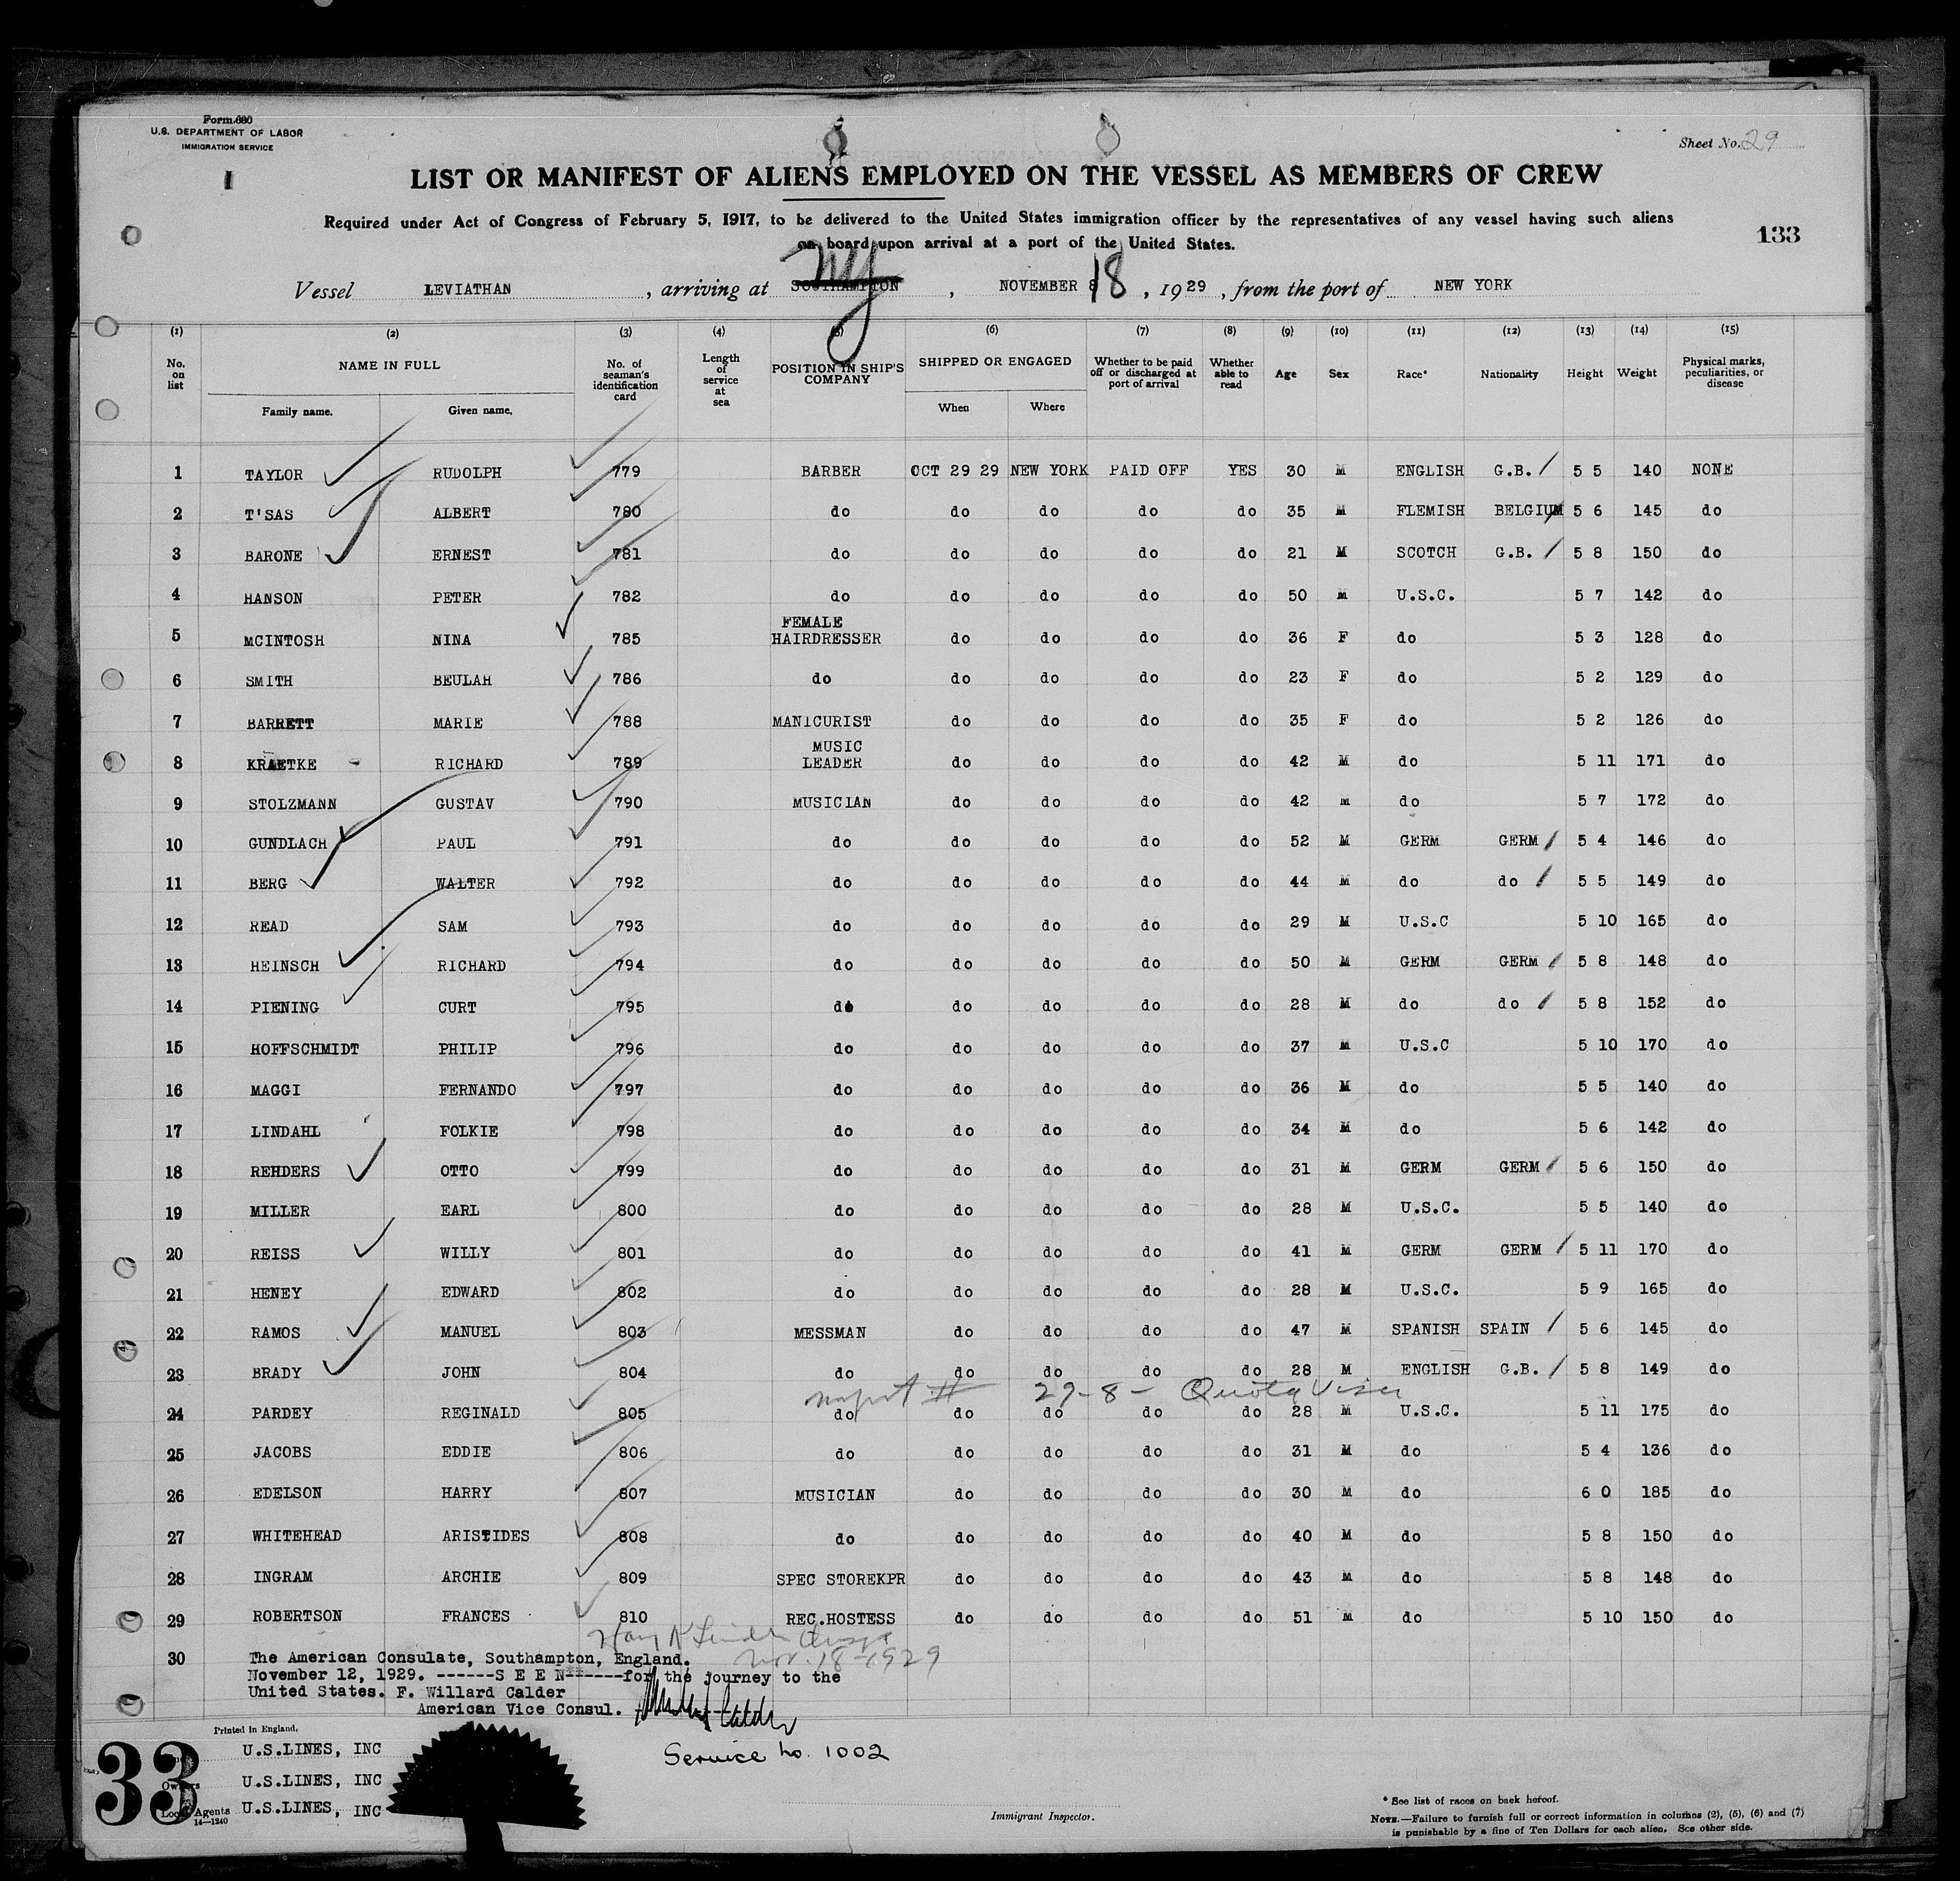 Form 680
U.S. DEPARTMENT OF LABOR
IMMIGRATION SERVICE
Sheet No. 29
LIST OR MANIFEST OF ALIENS EMPLOYED ON THE VESSEL AS MEMBERS OF CREW
Required under Act of Congress of February 5, 1917, to be delivered to the United States immigration officer by the representatives of any vessel having such aliens
on board upon arrival at a port of the United States.
133
Vessel LEVIATHAN, arriving at SOUTHAMPTON NY, NOVEMBER 18, 1929, from the port of NEW YORK
(1) (2) (3) (4) (5) (6) (7) (8) (9) (10) (11) (12) (13) (14) (15)
No. on list NAME IN FULL Family name. Given name. No. of seaman's identification card Length of service at sea POSITION IN SHIP'S COMPANY SHIPPED OR ENGAGED When Where Whether to be paid off or discharged at port of arrival Whether able to read Age Sex Race* Nationality Height Weight Physical marks, peculiarities, or disease
1 TAYLOR RUDOLPH 779 BARBER OCT 29 29 NEW YORK PAID OFF YES 30 M ENGLISH G.B. 5 5 140 NONE
2 T'SAS ALBERT 780 do do do do do 35 M FLEMISH BELGIUM 5 6 145 do
3 BARONE ERNEST 781 do do do do do 21 M SCOTCH G.B. 5 8 150 do
4 HANSON PETER 782 do do do do do 50 M U.S.C. 5 7 142 do
5 MCINTOSH NINA 785 FEMALE HAIRDRESSER do do do do 36 F do 5 3 128 do
6 SMITH BEULAH 786 do do do do do 23 F do 5 2 129 do
7 BARRETT MARIE 788 MANICURIST do do do do 35 F do 5 2 126 do
8 KRAETKE RICHARD 789 MUSIC LEADER do do do do 42 M do 5 11 171 do
9 STOLZMANN GUSTAV 790 MUSICIAN do do do do 42 M do 5 7 172 do
10 GUNDLACH PAUL 791 do do do do do 52 M GERM GERM 5 4 146 do
11 BERG WALTER 792 do do do do do 44 M do do 5 5 149 do
12 READ SAM 793 do do do do do 29 M U.S.C 5 10 165 do
13 HEINSCH RICHARD 794 do do do do do 50 M GERM GERM 5 8 148 do
14 PIENING CURT 795 do do do do do 28 M do do 5 8 152 do
15 HOFFSCHMIDT PHILIP 796 do do do do do 37 M U.S.C 5 10 170 do
16 MAGGI FERNANDO 797 do do do do do 36 M do 5 5 140 do
17 LINDAHL FOLKIE 798 do do do do do 34 M do 5 6 142 do
18 REHDERS OTTO 799 do do do do do 31 M GERM GERM 5 6 150 do
19 MILLER EARL 800 do do do do do 28 M U.S.C. 5 5 140 do
20 REISS WILLY 801 do do do do do 41 M GERM GERM 5 11 170 do
21 HENEY EDWARD 802 do do do do do 28 M U.S.C. 5 9 165 do
22 RAMOS MANUEL 803 MESSMAN do do do do 47 M SPANISH SPAIN 5 6 145 do
23 BRADY JOHN 804 do do do do do 28 M ENGLISH G.B. 5 8 149 do
29-8- Quota Visa
24 PARDEY REGINALD 805 do do do do do 28 M U.S.C. 5 11 175 do
25 JACOBS EDDIE 806 do do do do do 31 M do 5 4 136 do
26 EDELSON HARRY 807 MUSICIAN do do do do 30 M do 6 0 185 do
27 WHITEHEAD ARISTIDES 808 do do do do do 40 M do 5 8 150 do
28 INGRAM ARCHIE 809 SPEC STOREKPR do do do do 43 M do 5 8 148 do
29 ROBERTSON FRANCES 810 REC.HOSTESS do do do do 51 M do 5 10 150 do
Nov. 18-1929
30 The American Consulate, Southampton, England.
November 12, 1929. ------S E E N------for the journey to the
United States. F. Willard Calder
American Vice Consul.
Printed in England.
33
U.S.LINES, INC
Owners U.S.LINES, INC
Local Agents U.S.LINES, INC
14—1240
Service No. 1002
Immigrant Inspector.
* See list of races on back hereof.
NOTE.—Failure to furnish full or correct information in columns (2), (5), (6) and (7)
is punishable by a fine of Ten Dollars for each alien. See other side.